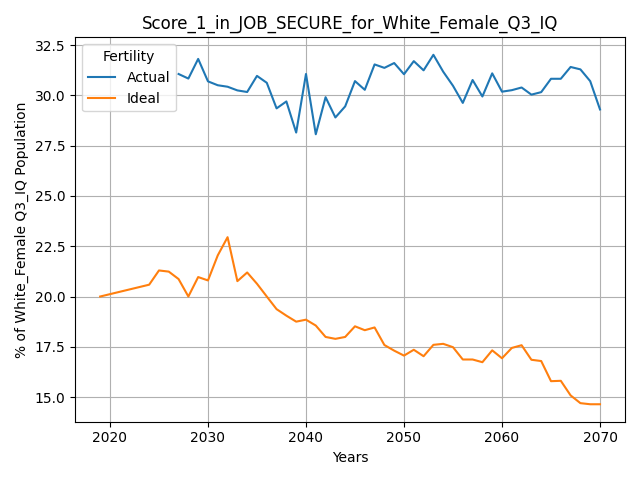 Score_1_in_JOB_SECURE_for_White_Female_Q3_IQ
% of White_Female Q3_IQ Population
32.5
30.0
27.5
25.0
22.5
20.0
17.5
15.0
Fertility
Actual
Ideal
2020 2030 2040 2050 2060 2070
Years